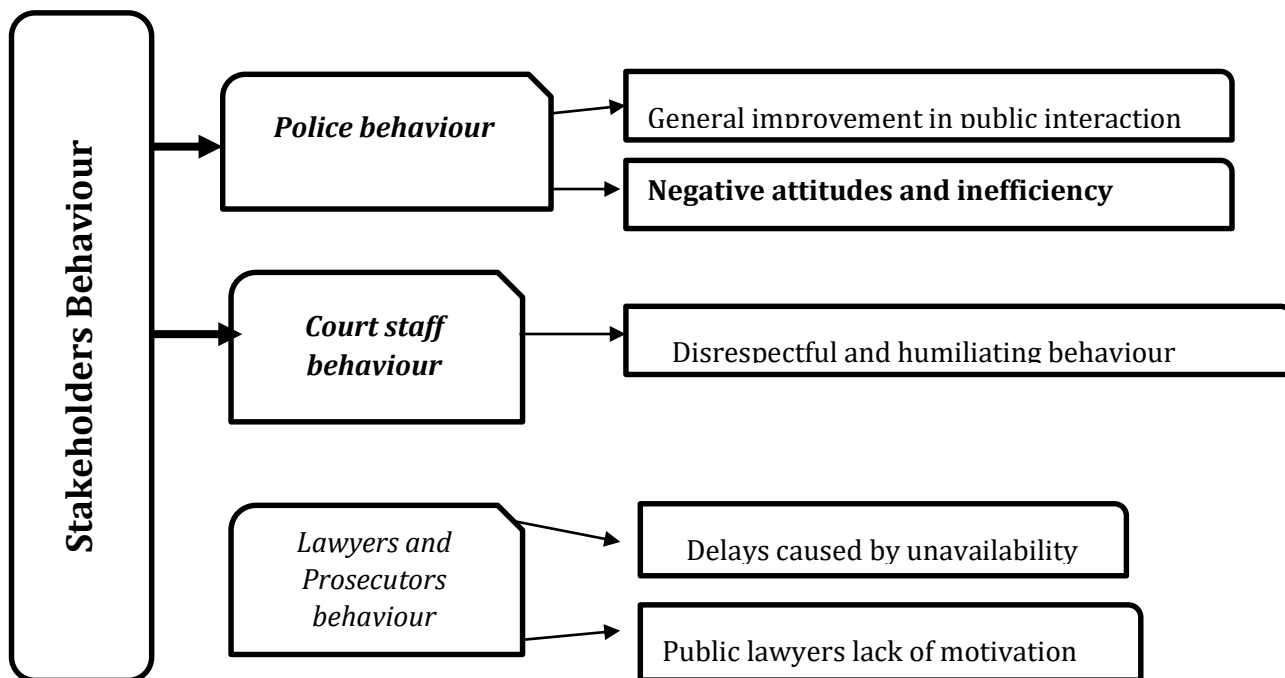 Stakeholders Behaviour
Police behaviour
General improvement in public interaction
Negative attitudes and inefficiency
Court staff
behaviour
Disrespectful and humiliating behaviour
Lawyers and
Prosecutors
behaviour
Delays caused by unavailability
Public lawyers lack of motivation